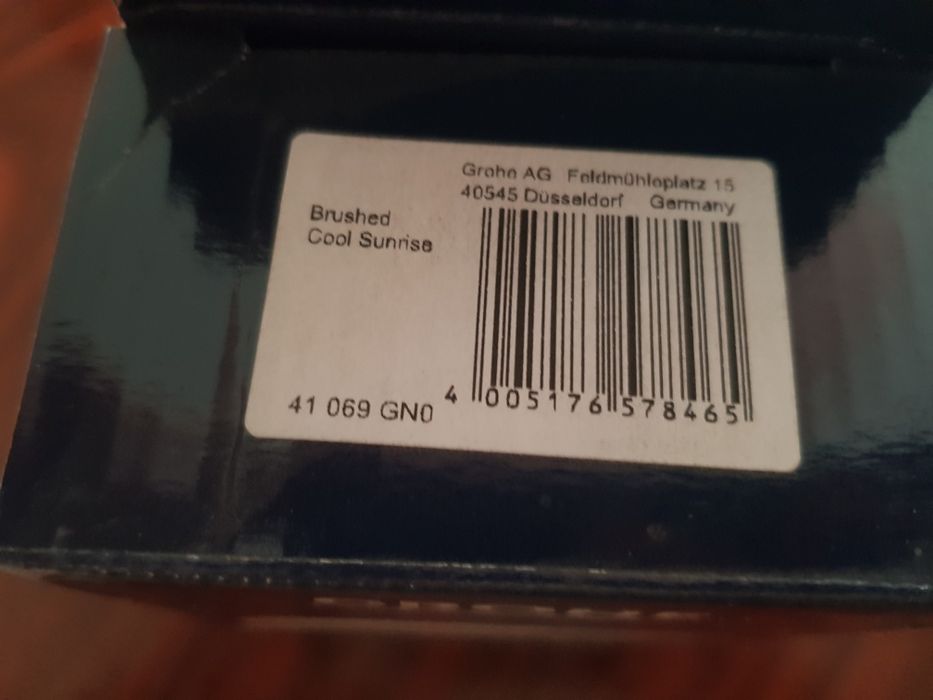 Grohe AG Feldmühleplatz 15
40545 Düsseldorf Germany
Brushed
Cool Sunrise
41 069 GN0
4 005176 578465